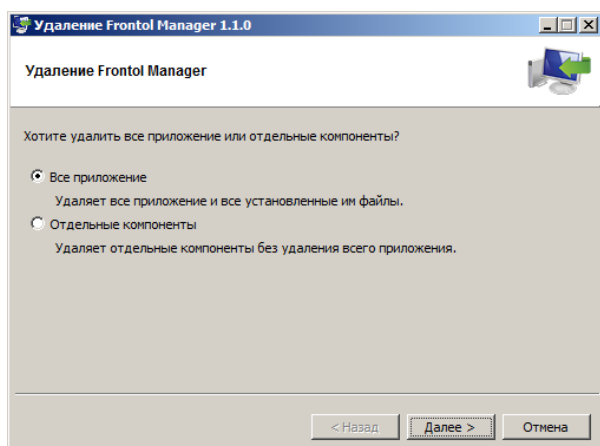 Удаление Frontol Manager 1.1.0
Удаление Frontol Manager
Хотите удалить все приложение или отдельные компоненты?
Все приложение
Удаляет все приложение и все установленные им файлы.
Отдельные компоненты
Удаляет отдельные компоненты без удаления всего приложения.
< Назад Далее > Отмена